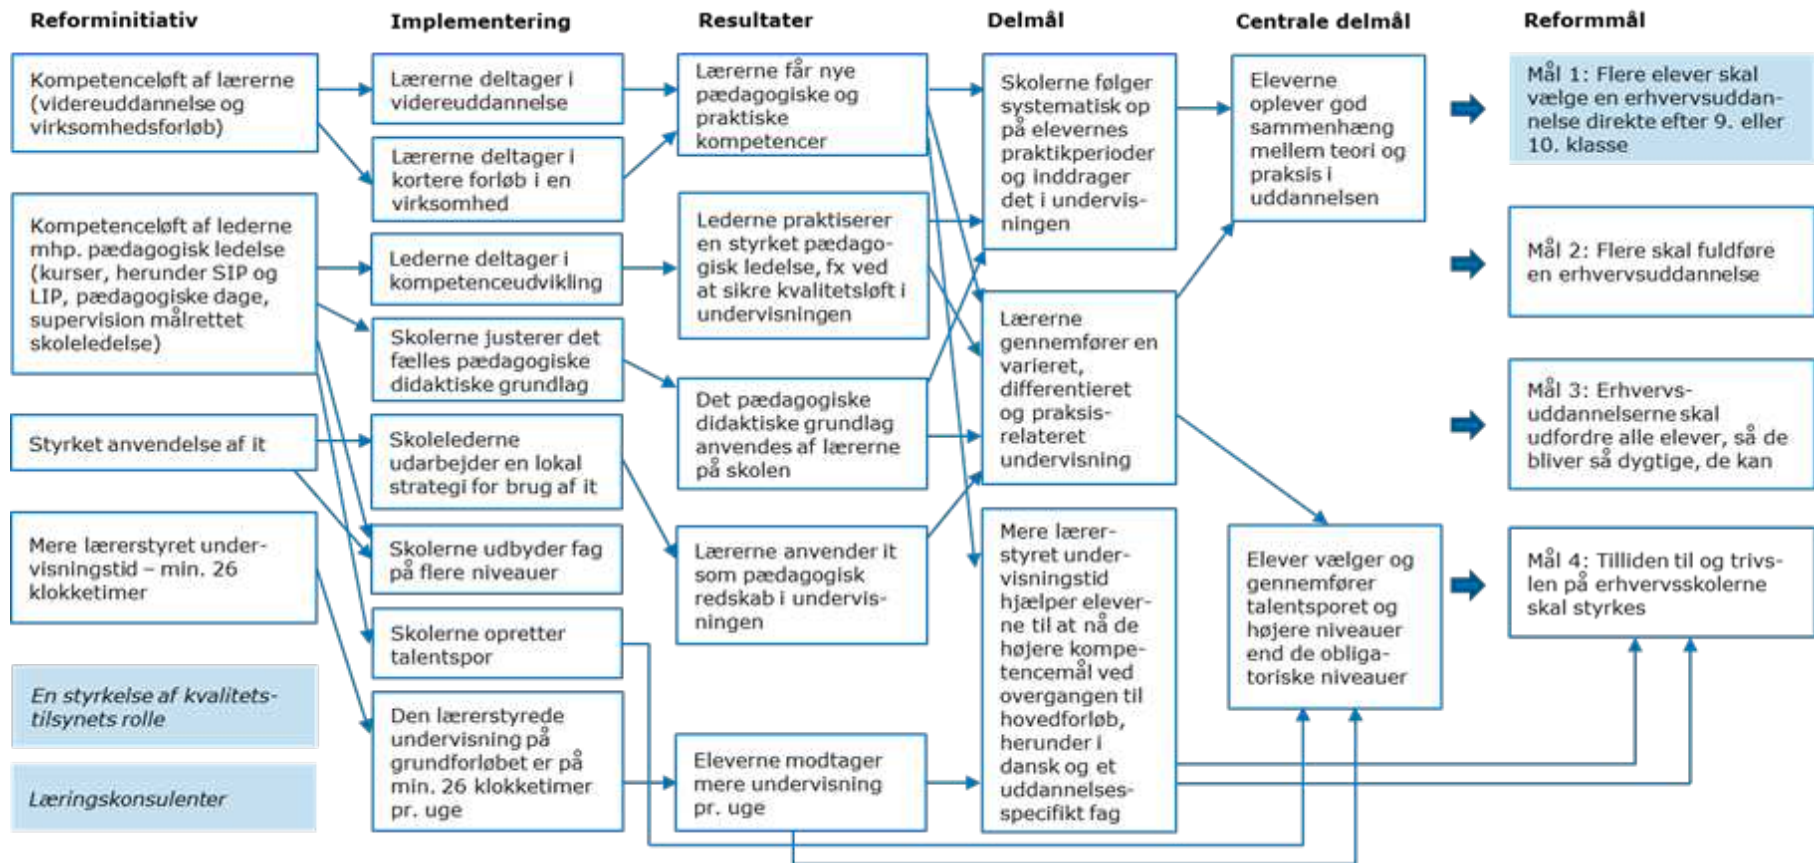 Reforminitiativ
Implementering
Resultater
Delmål
Centrale delmål
Reformmål
Kompetenceløft af lærerne
(videreuddannelse og
virksomhedsforløb)
Kompetenceløft af lederne
mhp. pædagogisk ledelse
(kurser, herunder SIP og
LIP, pædagogiske dage,
supervision målrettet
skoleledelse)
Styrket anvendelse af it
Mere lærerstyret under-
visningstid – min. 26
klokketimer
En styrkelse af kvalitets-
tilsynets rolle
Læringskonsulenter
Lærerne deltager i
videreuddannelse
Lærerne deltager i
kortere forløb i en
virksomhed
Lederne deltager i
kompetenceudvikling
Skolerne justerer det
fælles pædagogiske
didaktiske grundlag
Skolelederne
udarbejder en lokal
strategi for brug af it
Skolerne udbyder fag
på flere niveauer
Skolerne opretter
talentspor
Den lærerstyrede
undervisning på
grundforløbet er på
min. 26 klokketimer
pr. uge
Lærerne får nye
pædagogiske og
praktiske
kompetencer
Lederne praktiserer
en styrket pædago-
gisk ledelse, fx ved
at sikre kvalitetsløft i
undervisningen
Det pædagogiske
didaktiske grundlag
anvendes af lærerne
på skolen
Lærerne anvender it
som pædagogisk
redskab i undervis-
ningen
Eleverne modtager
mere undervisning
pr. uge
Skolerne følger
systematisk op
på elevernes
praktikperioder
og inddrager
det i undervis-
ningen
Lærerne
gennemfører en
varieret,
differentieret
og praksis-
relateret
undervisning
Mere lærer-
styret under-
visningstid
hjælper elever-
ne til at nå de
højere kompe-
tencemål ved
overgangen til
hovedforløb,
herunder i
dansk og et
uddannelses-
specifikt fag
Eleverne
oplever god
sammenhæng
mellem teori og
praksis i
uddannelsen
Elever vælger og
gennemfører
talentsporet og
højere niveauer
end de obliga-
toriske niveauer
Mål 1: Flere elever skal
vælge en erhvervsuddan-
nelse direkte efter 9. eller
10. klasse
Mål 2: Flere skal fuldføre
en erhvervsuddannelse
Mål 3: Erhvervs-
uddannelserne skal
udfordre alle elever, så de
bliver så dygtige, de kan
Mål 4: Tilliden til og trivs-
len på erhvervsskolerne
skal styrkes